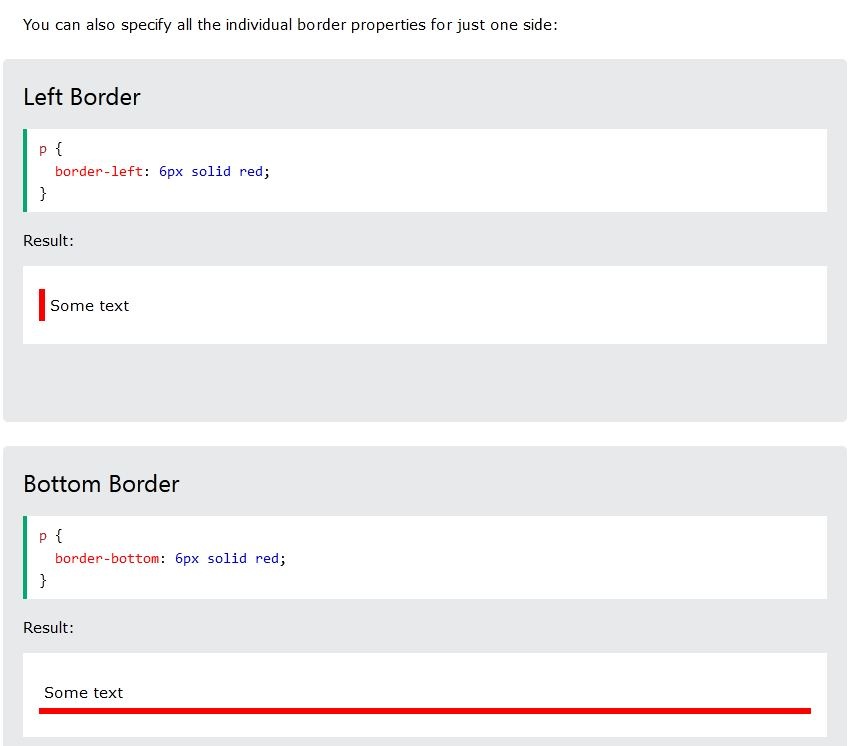 You can also specify all the individual border properties for just one side:
Left Border
p {
  border-left: 6px solid red;
}
Result:
Some text
Bottom Border
p {
  border-bottom: 6px solid red;
}
Result:
Some text